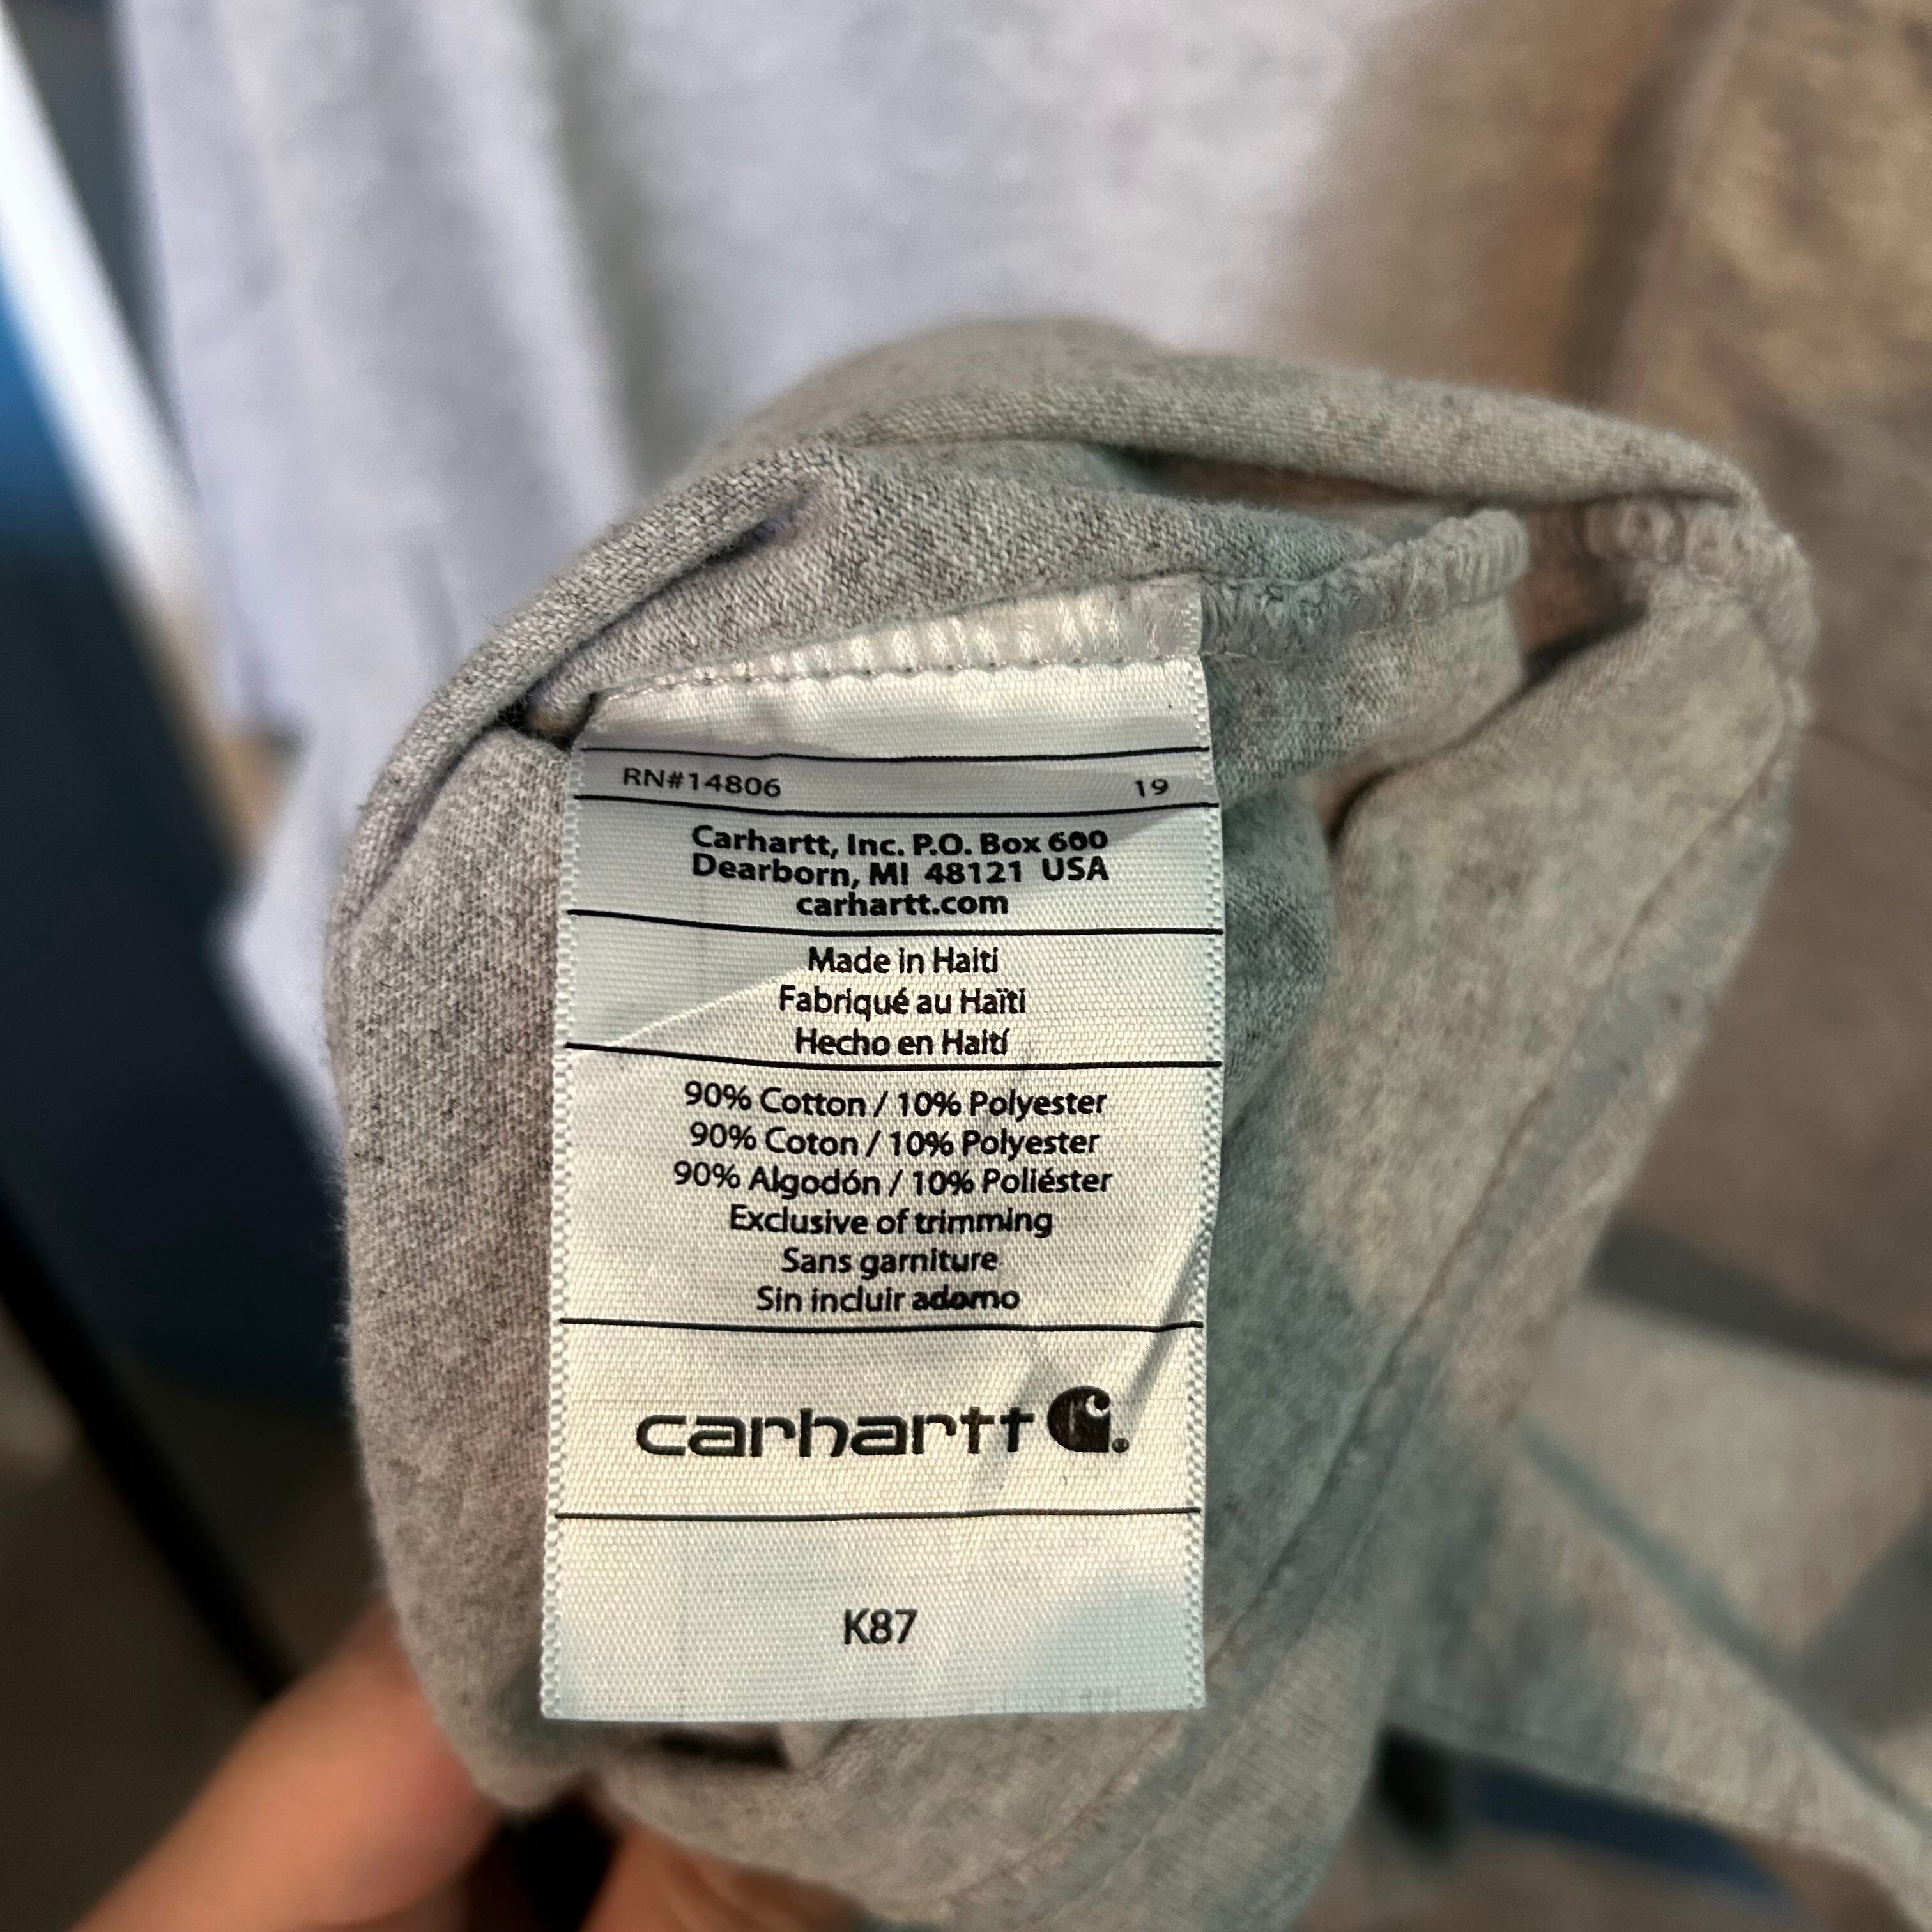 RN#14806 19
Carhartt, Inc. P.O. Box 600
Dearborn, MI 48121 USA
carhartt.com
Made in Haiti
Fabriqué au Haïti
Hecho en Haití
90% Cotton / 10% Polyester
90% Coton / 10% Polyester
90% Algodón / 10% Poliéster
Exclusive of trimming
Sans garniture
Sin incluir adorno
carhartt
K87